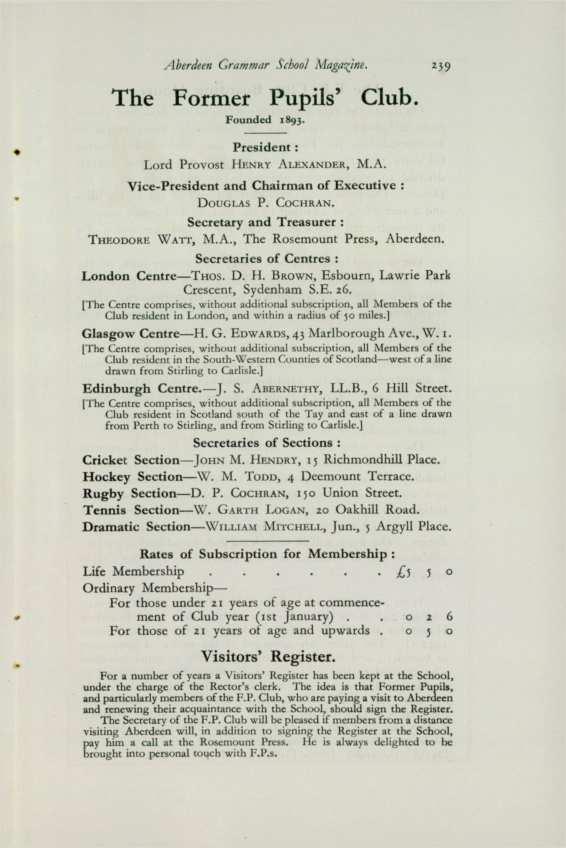 Aberdeen Grammar School Magazine. 239
The Former Pupils' Club.
Founded 1893.
President :
Lord Provost HENRY ALEXANDER, M.A.
Vice-President and Chairman of Executive :
DOUGLAS P. COCHRAN.
Secretary and Treasurer :
THEODORE WATT, M.A., The Rosemount Press, Aberdeen.
Secretaries of Centres :
London Centre—THOS. D. H. BROWN, Esbourn, Lawrie Park
Crescent, Sydenham S.E. 26.
[The Centre comprises, without additional subscription, all Members of the
Club resident in London, and within a radius of 50 miles.]
Glasgow Centre—H. G. EDWARDS, 43 Marlborough Ave., W. 1.
[The Centre comprises, without additional subscription, all Members of the
Club resident in the South-Western Counties of Scotland—west of a line
drawn from Stirling to Carlisle.]
Edinburgh Centre.—J. S. ABERNETHY, LL.B., 6 Hill Street.
[The Centre comprises, without additional subscription, all Members of the
Club resident in Scotland south of the Tay and east of a line drawn
from Perth to Stirling, and from Stirling to Carlisle.]
Secretaries of Sections :
Cricket Section—JOHN M. HENDRY, 15 Richmondhill Place.
Hockey Section—W. M. TODD, 4 Deemount Terrace.
Rugby Section—D. P. COCHRAN, 150 Union Street.
Tennis Section—W. GARTH LOGAN, 20 Oakhill Road.
Dramatic Section—WILLIAM MITCHELL, Jun., 5 Argyll Place.
Rates of Subscription for Membership :
Life Membership . . . . . . £5 5 0
Ordinary Membership—
For those under 21 years of age at commence-
ment of Club year (1st January) . . 0 2 6
For those of 21 years of age and upwards . 0 5 0
Visitors' Register.
For a number of years a Visitors' Register has been kept at the School,
under the charge of the Rector's clerk. The idea is that Former Pupils,
and particularly members of the F.P. Club, who are paying a visit to Aberdeen
and renewing their acquaintance with the School, should sign the Register.
The Secretary of the F.P. Club will be pleased if members from a distance
visiting Aberdeen will, in addition to signing the Register at the School,
pay him a call at the Rosemount Press. He is always delighted to be
brought into personal touch with F.P.s.